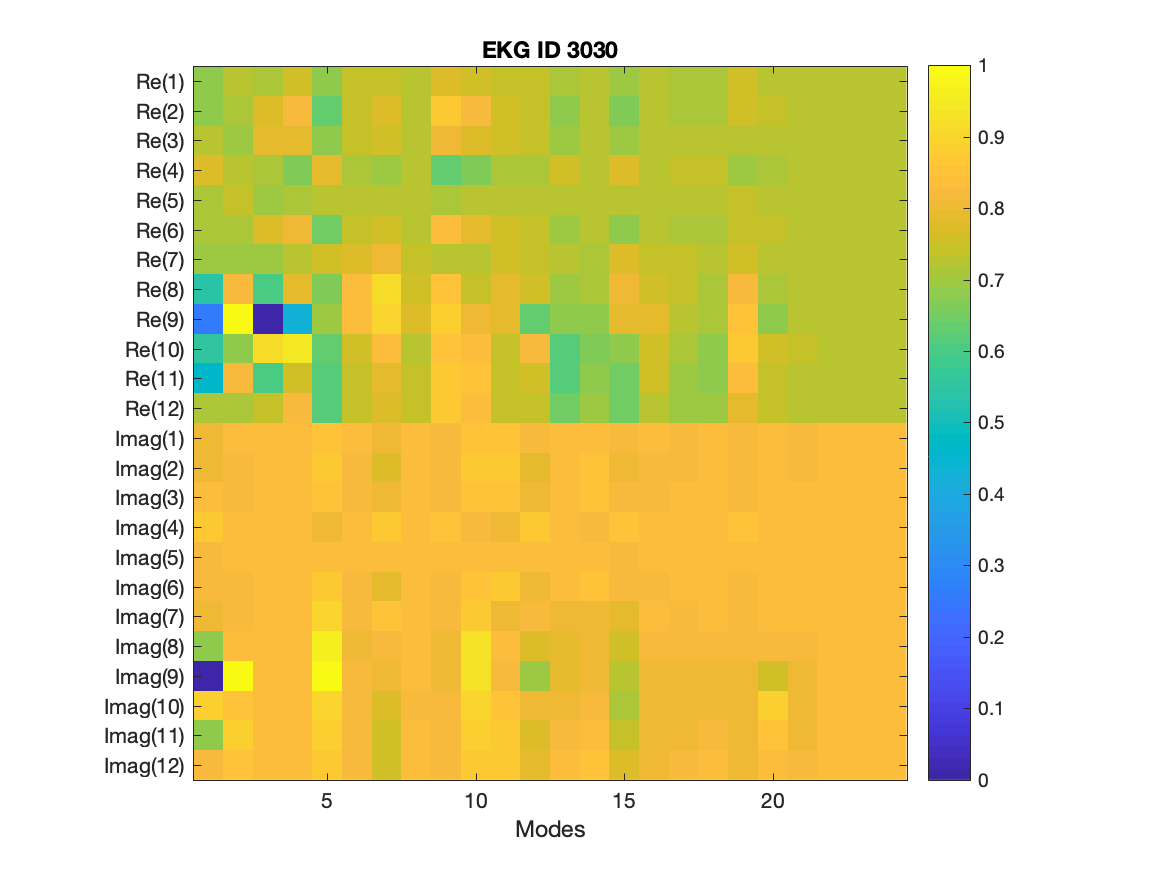 EKG ID 3030
Re(1)
Re(2)
Re(3)
Re(4)
Re(5)
Re(6)
Re(7)
Re(8)
Re(9)
Re(10)
Re(11)
Re(12)
Imag(1)
Imag(2)
Imag(3)
Imag(4)
Imag(5)
Imag(6)
Imag(7)
Imag(8)
Imag(9)
Imag(10)
Imag(11)
Imag(12)
5 10 15 20
Modes
1
0.9
0.8
0.7
0.6
0.5
0.4
0.3
0.2
0.1
0